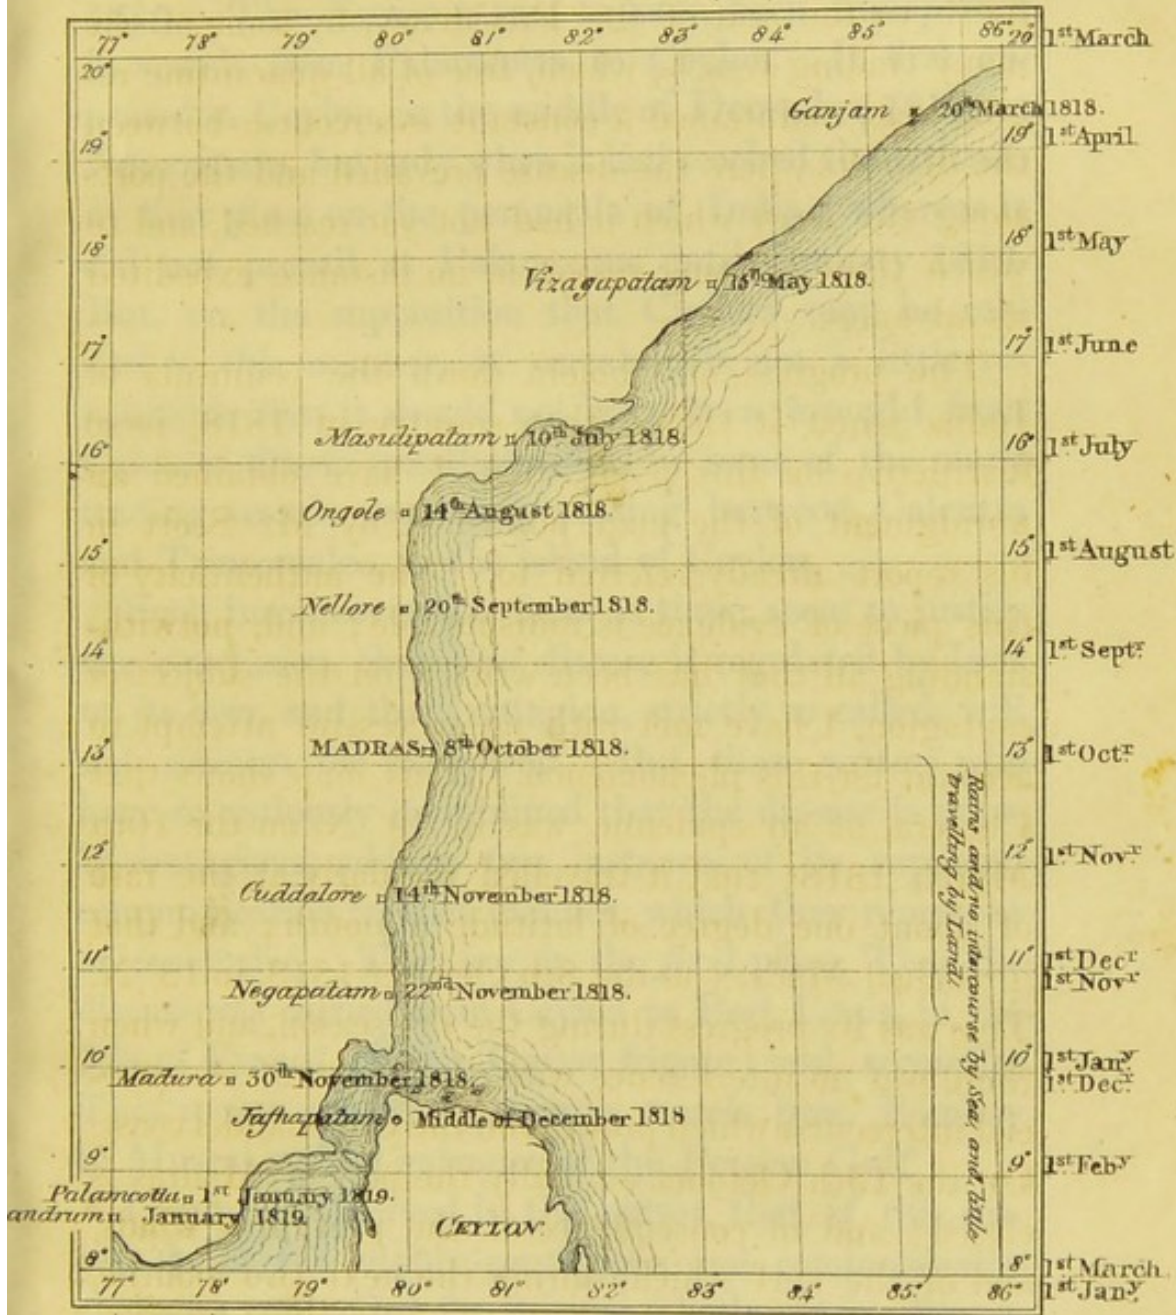 77° 78° 79° 80° 81° 82° 83° 84° 85° 86°
20° 20° 1st March
Ganjam 20th March 1818.
19° 19° 1st April
18° 18° 1st May
Vizagapatam 15th May 1818.
17° 17° 1st June
Masulipatam 10th July 1818.
16° 16° 1st July
Ongole 14th August 1818.
15° 15° 1st August
Nellore 20th September 1818.
14° 14° 1st Septr.
MADRAS 8th October 1818.
13° 13° 1st Octr.
12° 12° 1st Novr.
Cuddalore 14th November 1818.
11° 11° 1st Decr
1st Novr
Negapatam 22nd November 1818.
10° 10° 1st Jany.
1st Decr.
Madura 30th November 1818.
Jafnapatam Middle of December 1818
9° 9° 1st Feby
Palamcotta 1st January 1819.
andrum January 1819.
CEYLON
8° 8° 1st March
1st Jany.
77° 78° 79° 80° 81° 82° 83° 84° 85° 86°
Rains and no intercourse by Sea, and little
travelling by Land.